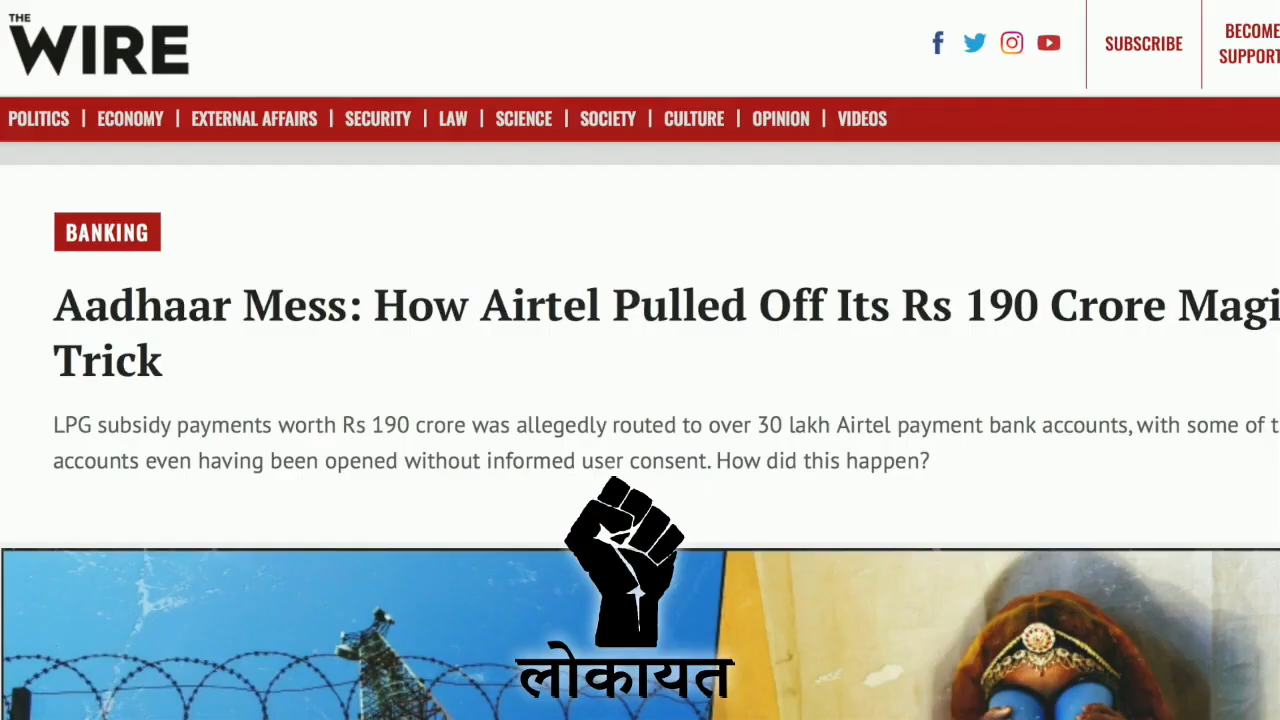 THE
WIRE
SUBSCRIBE
BECOME
SUPPORT
POLITICS | ECONOMY | EXTERNAL AFFAIRS | SECURITY | LAW | SCIENCE | SOCIETY | CULTURE | OPINION | VIDEOS
BANKING
Aadhaar Mess: How Airtel Pulled Off Its Rs 190 Crore Magi
Trick
LPG subsidy payments worth Rs 190 crore was allegedly routed to over 30 lakh Airtel payment bank accounts, with some of t
accounts even having been opened without informed user consent. How did this happen?
लोकायत